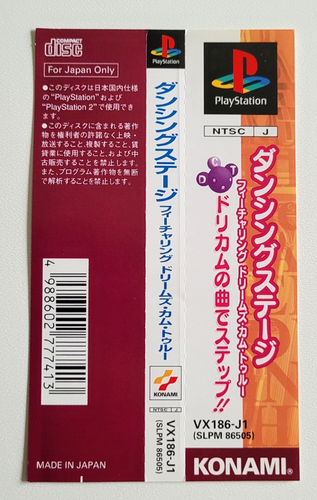 COMPACT
disc
For Japan Only
●このディスクは日本国内仕様
の"PlayStation"および
"PlayStation 2"で使用でき
ます。
●このディスクに含まれる著作
物を権利者の許諾なく上映・
放送すること、複製すること、賃
貸業に使用すること、および中
古販売することを禁止します。
また、プログラム著作物を無断
で解析することを禁止します。
4988602777413
MADE IN JAPAN
PlayStation
ダンシングステージ
フィーチャリング ドリームズ・カム・トゥルー
KONAMI
NTSC J
VX186-J1
(SLPM 86505)
PlayStation
NTSC J
DCT
ダンシングステージ
フィーチャリング ドリームズ・カム・トゥルー
ドリカムの曲でステップ!!
VX186-J1
(SLPM 86505)
KONAMI.